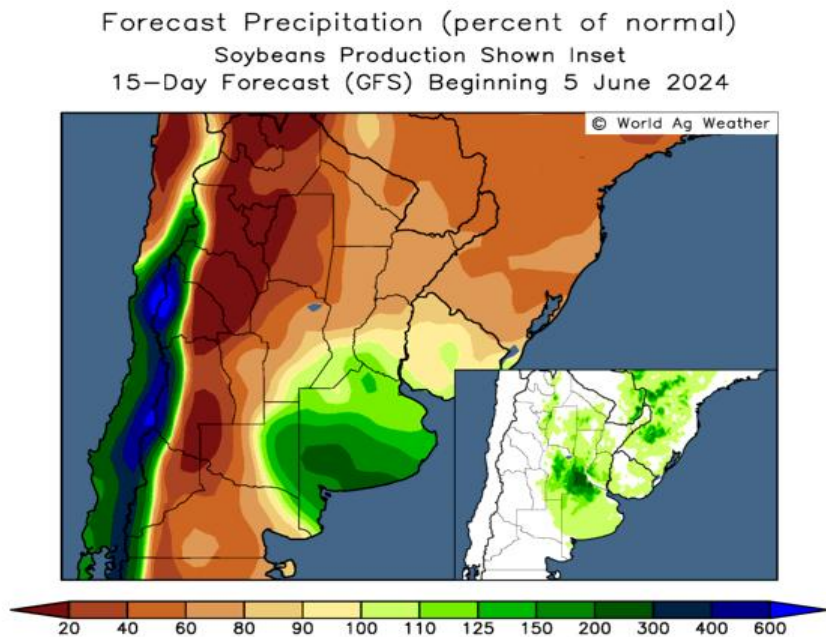 Forecast Precipitation (percent of normal)
Soybeans Production Shown Inset
15-Day Forecast (GFS) Beginning 5 June 2024
© World Ag Weather
20 40 60 80 90 100 110 125 150 200 300 400 600